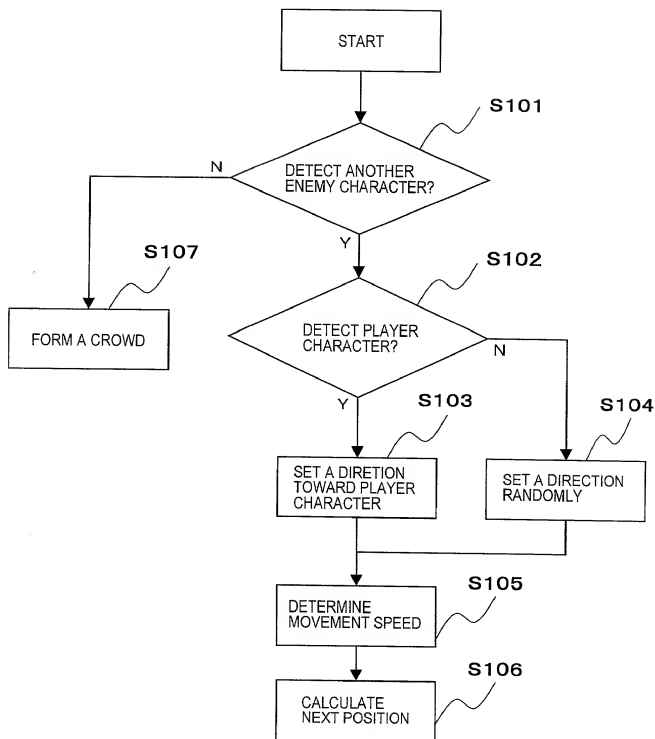 START
S101
DETECT ANOTHER
ENEMY CHARACTER?
N
Y
S107
FORM A CROWD
S102
DETECT PLAYER
CHARACTER?
N
Y
S103
SET A DIRETION
TOWARD PLAYER
CHARACTER
S104
SET A DIRECTION
RANDOMLY
S105
DETERMINE
MOVEMENT SPEED
S106
CALCULATE
NEXT POSITION